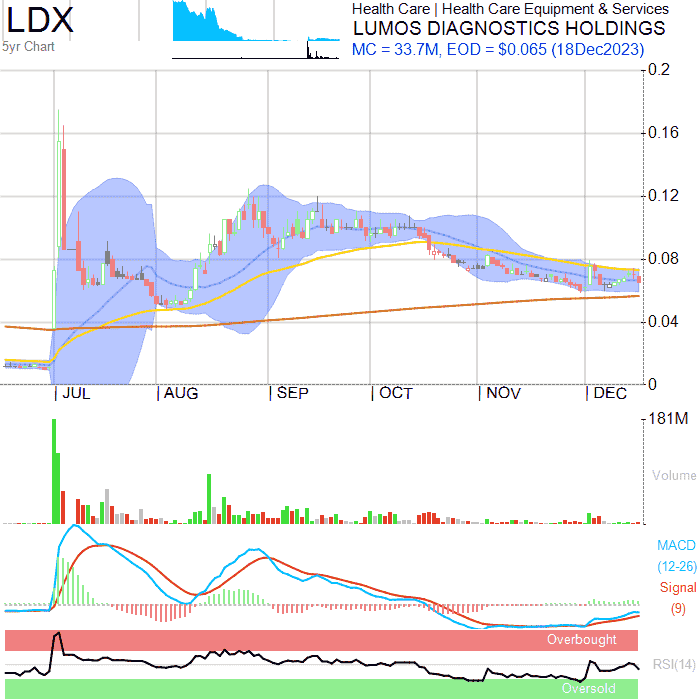 LDX
5yr Chart
Health Care | Health Care Equipment & Services
LUMOS DIAGNOSTICS HOLDINGS
MC = 33.7M, EOD = $0.065 (18Dec2023)
0.2
0.16
0.12
0.08
0.04
0
| JUL | AUG | SEP | OCT | NOV | DEC
181M
Volume
MACD
(12-26)
Signal
(9)
Overbought
RSI(14)
Oversold